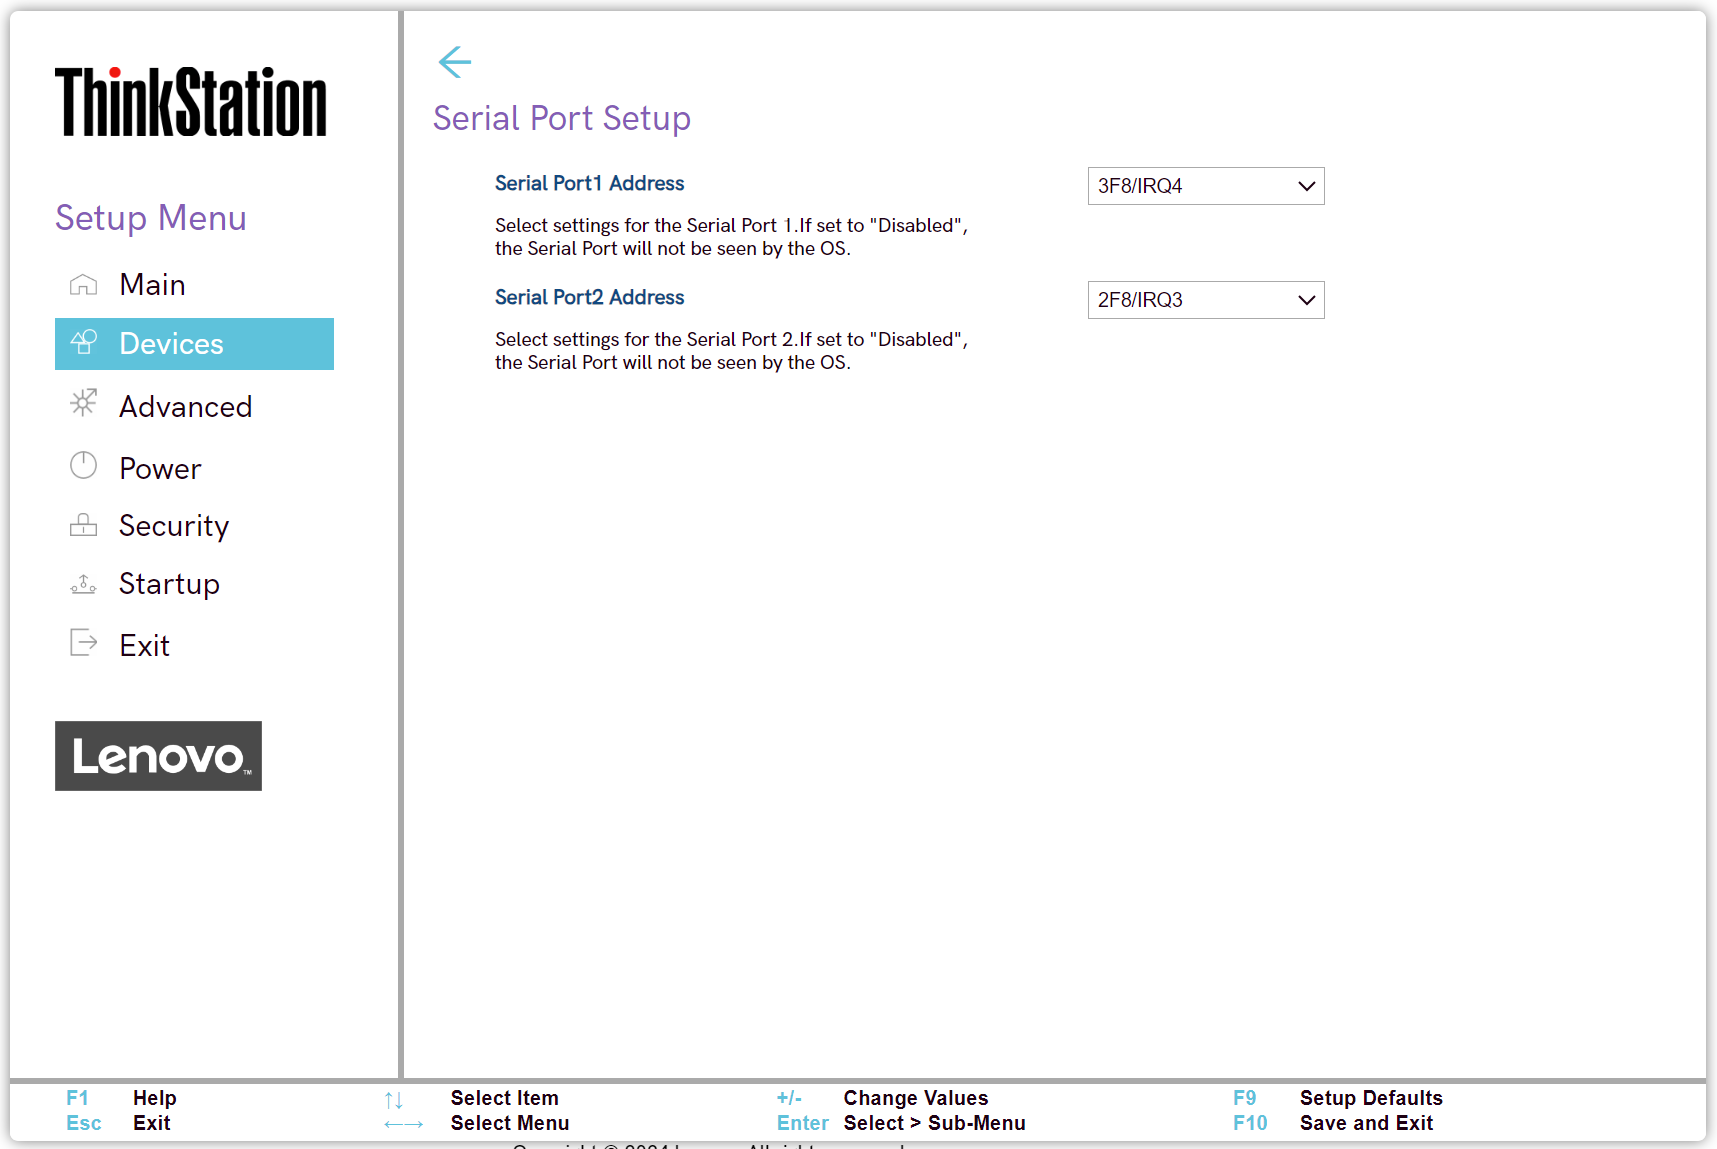 ThinkStation
Setup Menu
Main
Devices
Advanced
Power
Security
Startup
Exit
Lenovo™
Serial Port Setup
Serial Port1 Address
3F8/IRQ4
Select settings for the Serial Port 1.If set to "Disabled",
the Serial Port will not be seen by the OS.
Serial Port2 Address
2F8/IRQ3
Select settings for the Serial Port 2.If set to "Disabled",
the Serial Port will not be seen by the OS.
F1 Help ↑↓ Select Item +/- Change Values F9 Setup Defaults
Esc Exit ←→ Select Menu Enter Select > Sub-Menu F10 Save and Exit